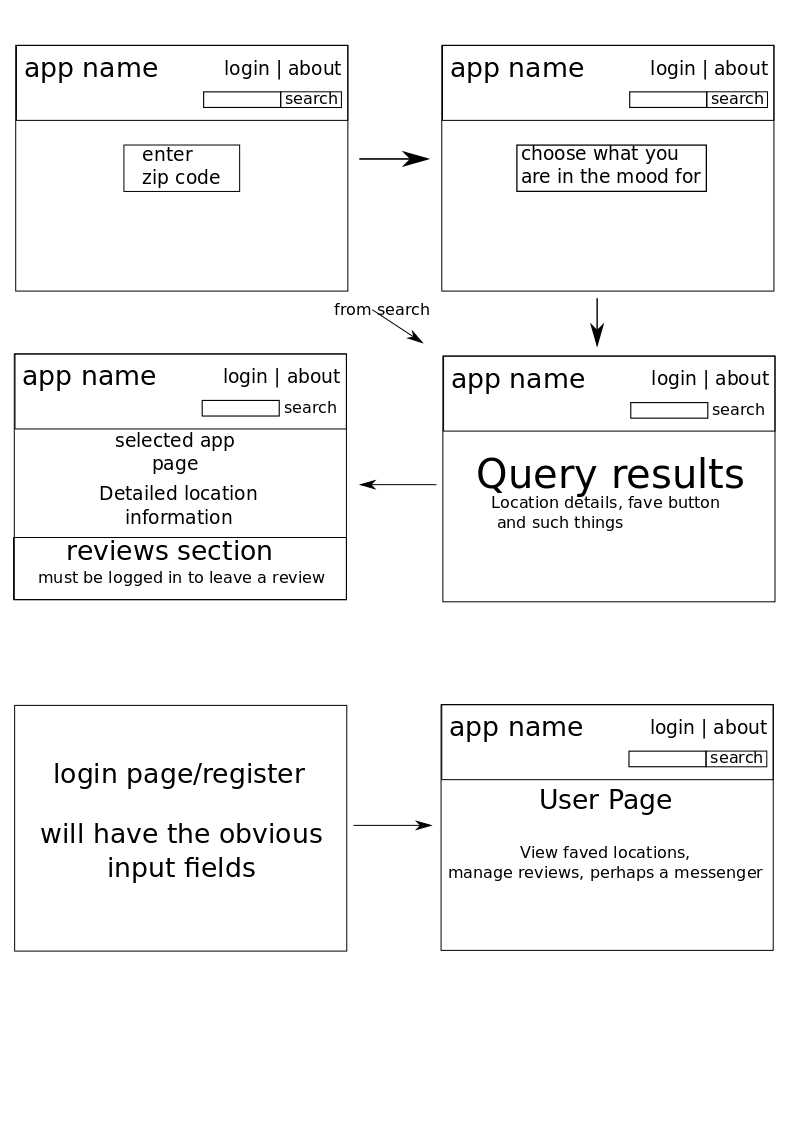 app name
login | about
search
enter
zip code
app name
login | about
search
choose what you
are in the mood for
from search
app name
login | about
search
selected app
page
Detailed location
information
reviews section
must be logged in to leave a review
app name
login | about
search
Query results
Location details, fave button
and such things
login page/register
will have the obvious
input fields
app name
login | about
search
User Page
View faved locations,
manage reviews, perhaps a messenger